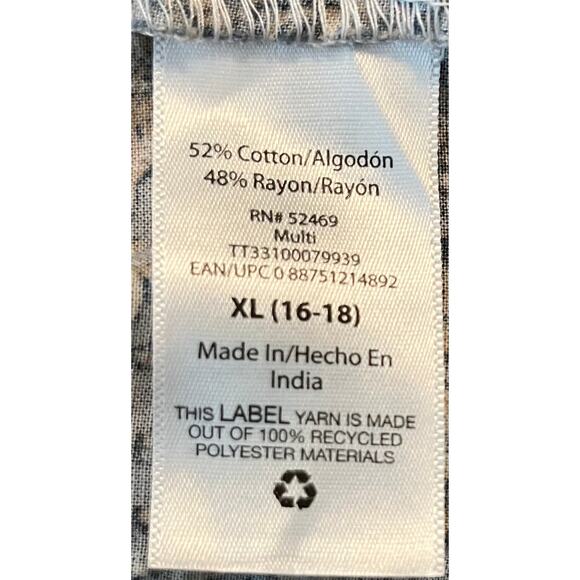 52% Cotton/Algodón
48% Rayon/Rayón
RN# 52469
Multi
TT33100079939
EAN/UPC 0 88751214892
XL (16-18)
Made In/Hecho En
India
THIS LABEL YARN IS MADE
OUT OF 100% RECYCLED
POLYESTER MATERIALS